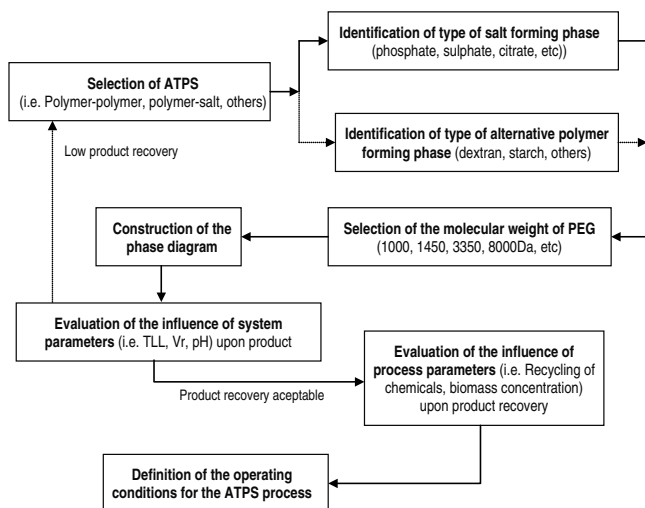 Identification of type of salt forming phase
(phosphate, sulphate, citrate, etc))
Selection of ATPS
(i.e. Polymer-polymer, polymer-salt, others)
Identification of type of alternative polymer
forming phase (dextran, starch, others)
Low product recovery
Construction of the
phase diagram
Selection of the molecular weight of PEG
(1000, 1450, 3350, 8000Da, etc)
Evaluation of the influence of system
parameters (i.e. TLL, Vr, pH) upon product
Evaluation of the influence of
process parameters (i.e. Recycling of
chemicals, biomass concentration)
upon product recovery
Product recovery aceptable
Definition of the operating
conditions for the ATPS process